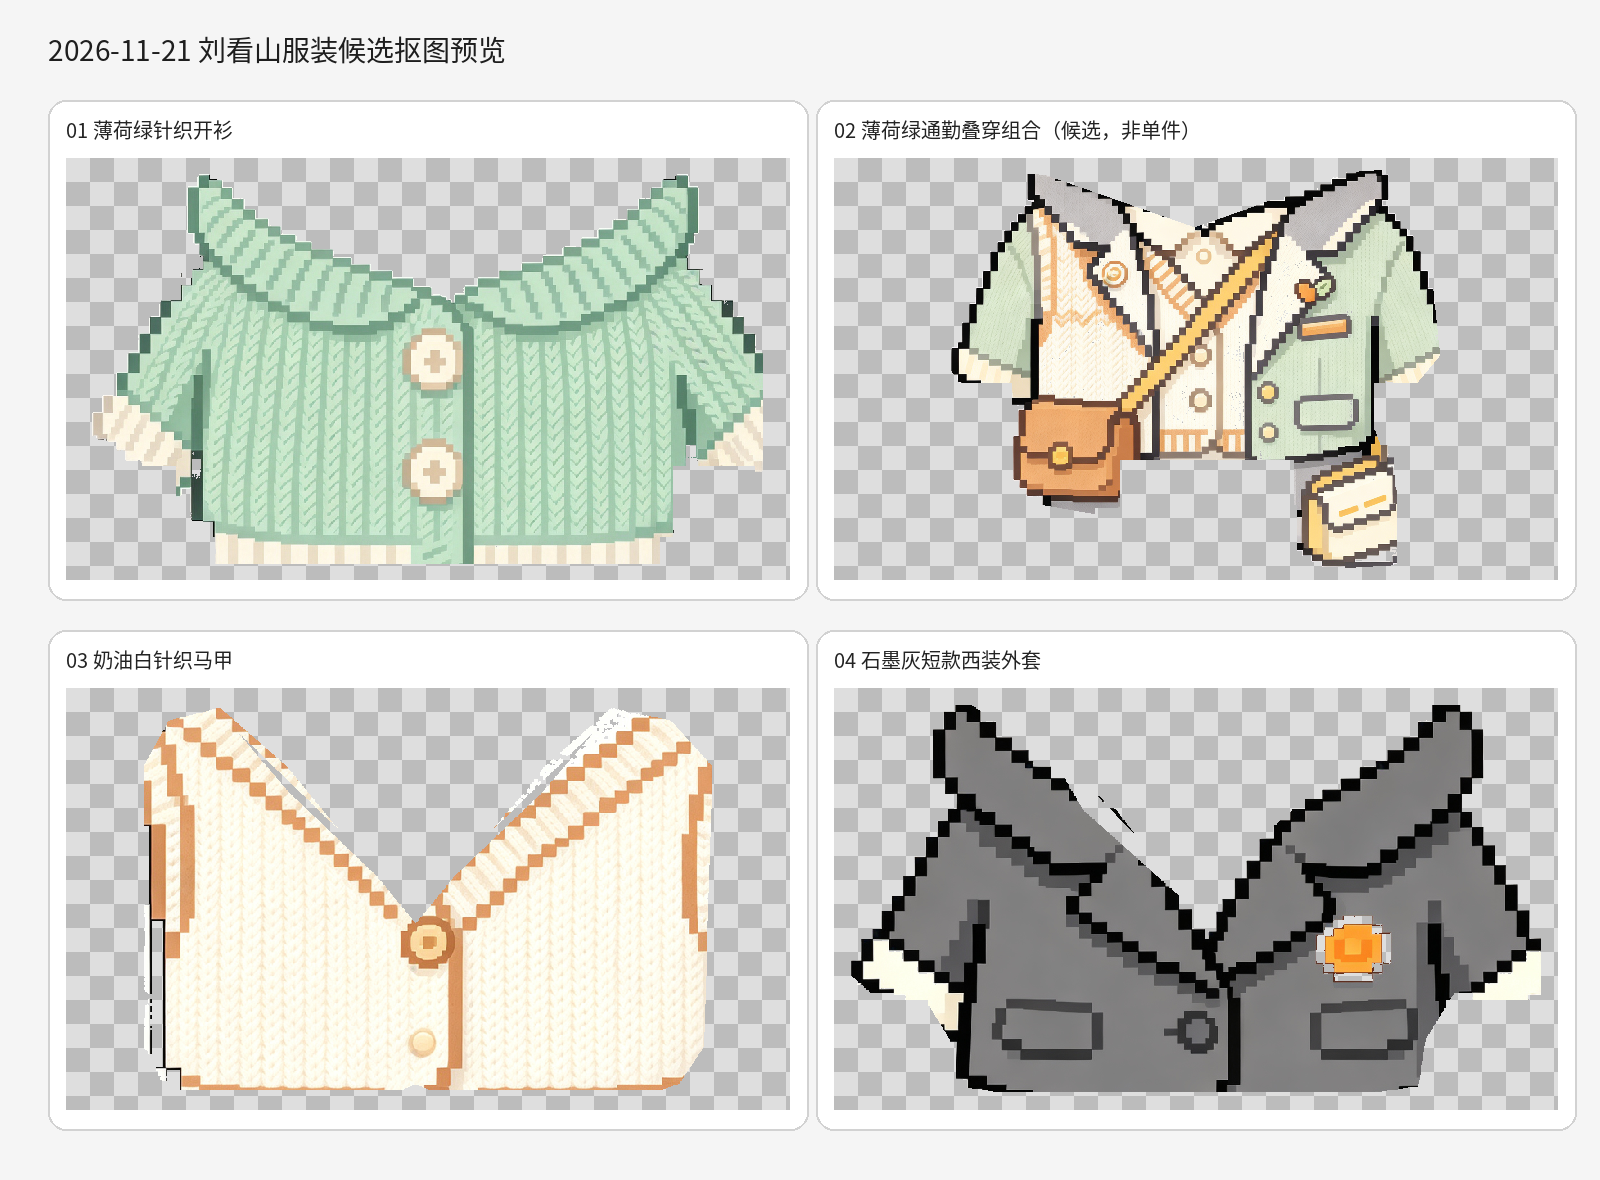 2026-11-21 刘看山服装候选抠图预览
01 薄荷绿针织开衫
02 薄荷绿通勤叠穿组合（候选，非单件）
03 奶油白针织马甲
04 石墨灰短款西装外套